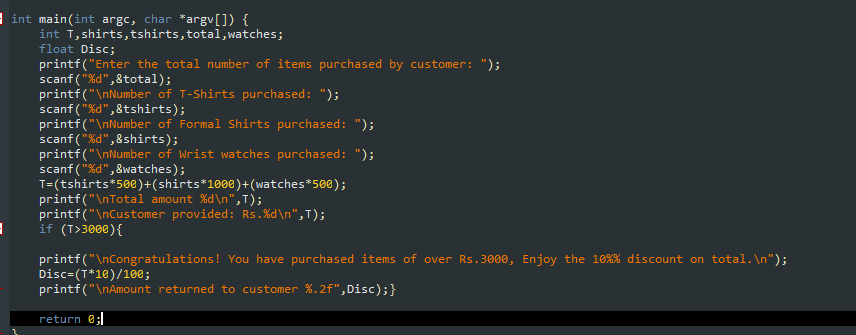 int main(int argc, char *argv[]) {
int T,shirts,tshirts,total,watches;
float Disc;
printf("Enter the total number of items purchased by customer: ");
scanf("%d",&total);
printf("\nNumber of T-Shirts purchased: ");
scanf("%d",&tshirts);
printf("\nNumber of Formal Shirts purchased: ");
scanf("%d",&shirts);
printf("\nNumber of Wrist watches purchased: ");
scanf("%d",&watches);
T=(tshirts*500)+(shirts*1000)+(watches*500);
printf("\nTotal amount %d\n",T);
printf("\nCustomer provided: Rs.%d\n",T);
if (T>3000){
printf("\nCongratulations! You have purchased items of over Rs.3000, Enjoy the 10%% discount on total.\n");
Disc=(T*10)/100;
printf("\nAmount returned to customer %.2f",Disc);}
return 0;
}